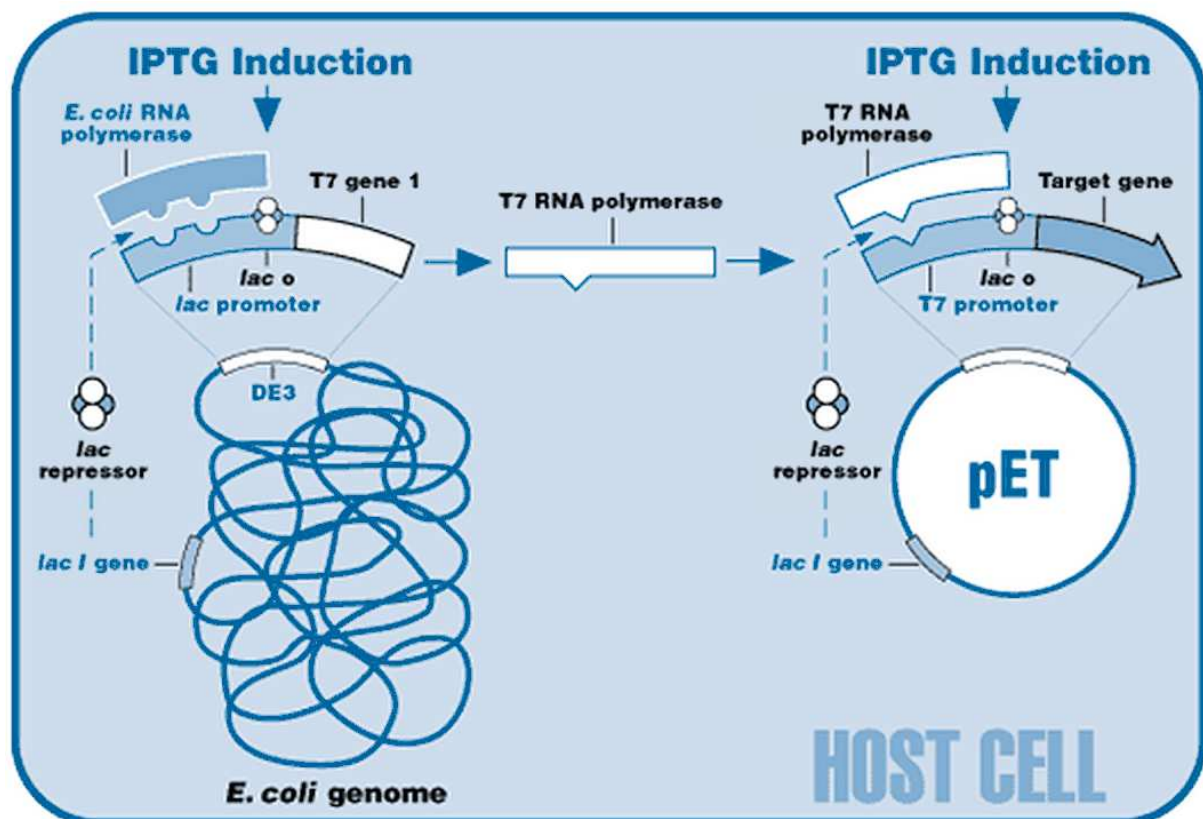 IPTG Induction
E. coli RNA
polymerase
T7 gene 1
lac o
lac promoter
DE3
lac
repressor
lac I gene
E. coli genome
T7 RNA polymerase
IPTG Induction
T7 RNA
polymerase
Target gene
lac o
T7 promoter
lac
repressor
lac I gene
pET
HOST CELL